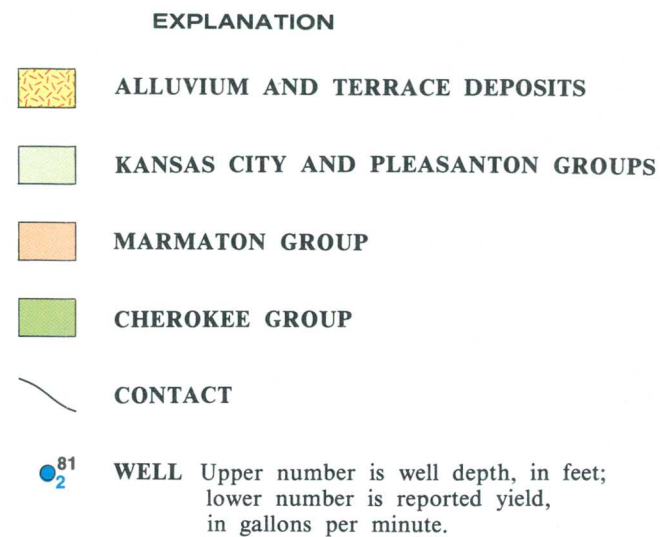 EXPLANATION
ALLUVIUM AND TERRACE DEPOSITS
KANSAS CITY AND PLEASANTON GROUPS
MARMATON GROUP
CHEROKEE GROUP
CONTACT
81
2
WELL Upper number is well depth, in feet;
lower number is reported yield,
in gallons per minute.